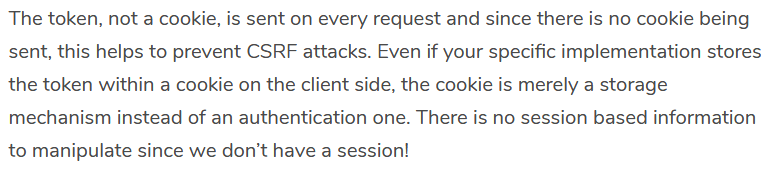 The token, not a cookie, is sent on every request and since there is no cookie being
sent, this helps to prevent CSRF attacks. Even if your specific implementation stores
the token within a cookie on the client side, the cookie is merely a storage
mechanism instead of an authentication one. There is no session based information
to manipulate since we don’t have a session!